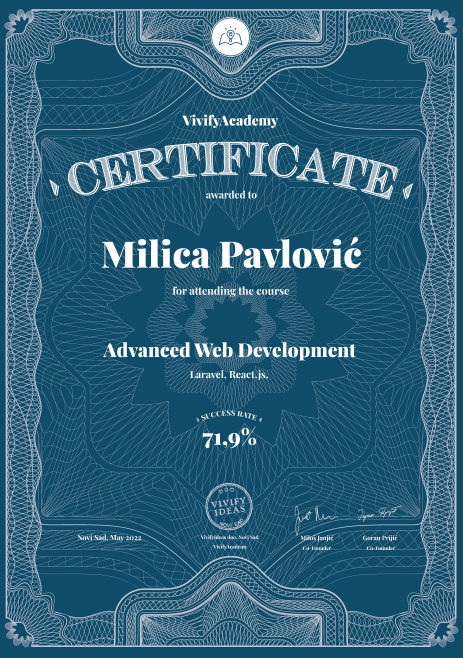 VivifyAcademy
CERTIFICATE
awarded to
Milica Pavlović
for attending the course
Advanced Web Development
Laravel, React.js.
SUCCESS RATE
71,9%
VIVIFY
IDEAS
NOVI SAD
Novi Sad, May 2022
VivifyIdeas doo, Novi Sad
VivifyAcademy
Miloš Janjić
Co-Founder
Goran Prijić
Co-Founder